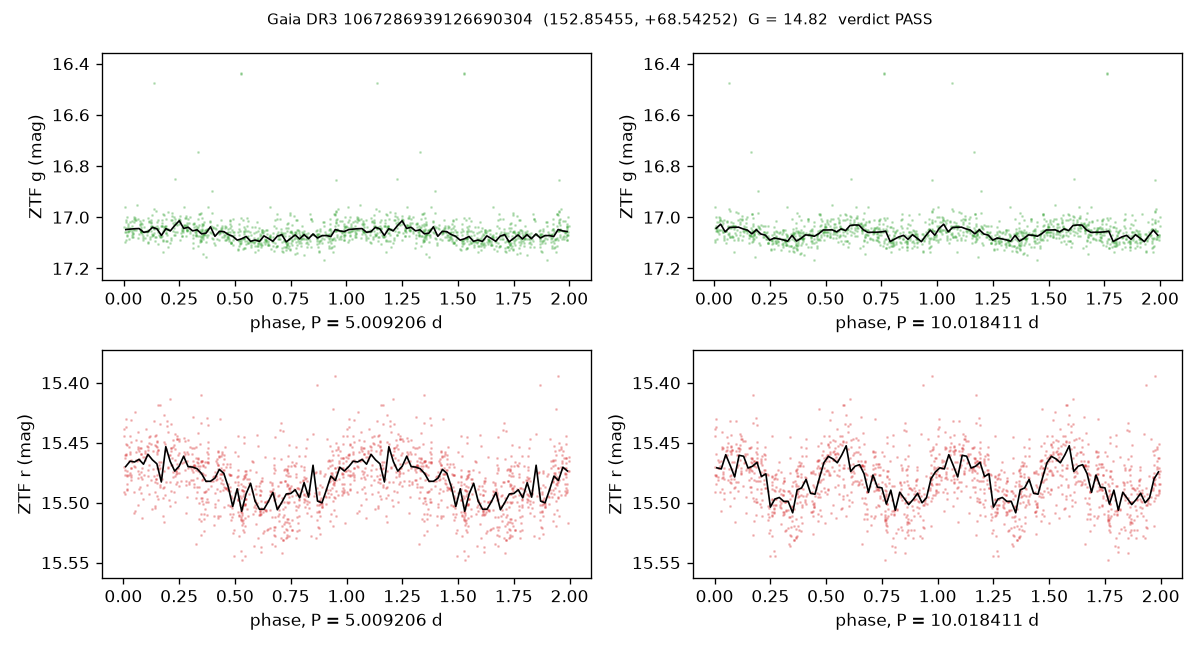 Gaia DR3 1067286939126690304 (152.85455, +68.54252) G = 14.82 verdict PASS
ZTF g (mag)
16.4
16.6
16.8
17.0
17.2
0.00 0.25 0.50 0.75 1.00 1.25 1.50 1.75 2.00
phase, P = 5.009206 d
ZTF g (mag)
16.4
16.6
16.8
17.0
17.2
0.00 0.25 0.50 0.75 1.00 1.25 1.50 1.75 2.00
phase, P = 10.018411 d
ZTF r (mag)
15.40
15.45
15.50
15.55
0.00 0.25 0.50 0.75 1.00 1.25 1.50 1.75 2.00
phase, P = 5.009206 d
ZTF r (mag)
15.40
15.45
15.50
15.55
0.00 0.25 0.50 0.75 1.00 1.25 1.50 1.75 2.00
phase, P = 10.018411 d